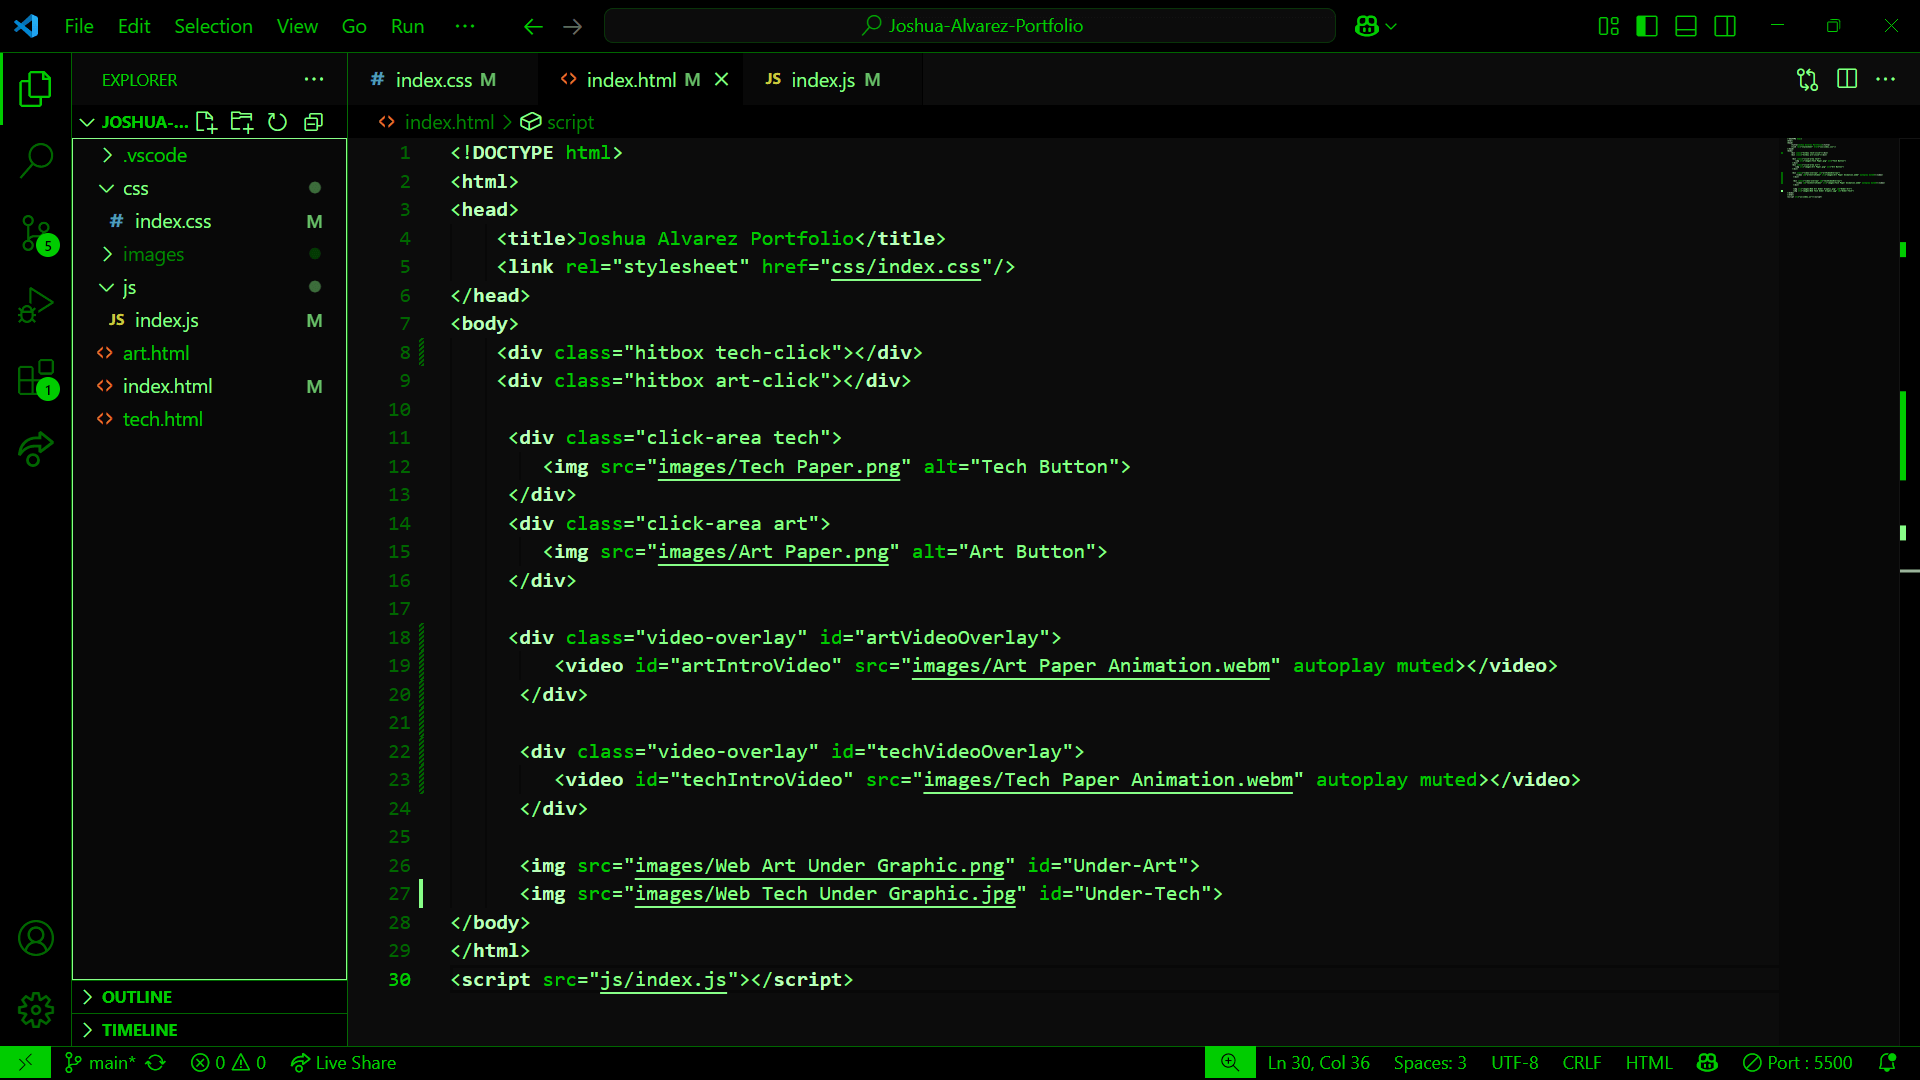 File Edit Selection View Go Run ··· Joshua-Alvarez-Portfolio
EXPLORER
# index.css M
<> index.html M
JS index.js M
JOSHUA-...
<> index.html > script
.vscode
css
# index.css M
images
js
JS index.js M
<> art.html
<> index.html M
<> tech.html
5
1
OUTLINE
TIMELINE
1 <!DOCTYPE html>
2 <html>
3 <head>
4 <title>Joshua Alvarez Portfolio</title>
5 <link rel="stylesheet" href="css/index.css"/>
6 </head>
7 <body>
8 <div class="hitbox tech-click"></div>
9 <div class="hitbox art-click"></div>
10
11 <div class="click-area tech">
12 <img src="images/Tech Paper.png" alt="Tech Button">
13 </div>
14 <div class="click-area art">
15 <img src="images/Art Paper.png" alt="Art Button">
16 </div>
17
18 <div class="video-overlay" id="artVideoOverlay">
19 <video id="artIntroVideo" src="images/Art Paper Animation.webm" autoplay muted></video>
20 </div>
21
22 <div class="video-overlay" id="techVideoOverlay">
23 <video id="techIntroVideo" src="images/Tech Paper Animation.webm" autoplay muted></video>
24 </div>
25
26 <img src="images/Web Art Under Graphic.png" id="Under-Art">
27 <img src="images/Web Tech Under Graphic.jpg" id="Under-Tech">
28 </body>
29 </html>
30 <script src="js/index.js"></script>
main* 0 0 Live Share Ln 30, Col 36 Spaces: 3 UTF-8 CRLF HTML Port : 5500